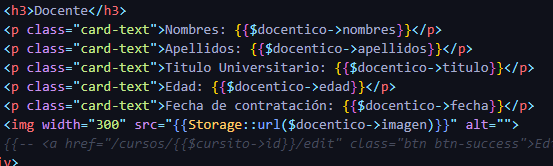 <h3>Docente</h3>
<p class="card-text">Nombres: {{$docentico->nombres}}</p>
<p class="card-text">Apellidos: {{$docentico->apellidos}}</p>
<p class="card-text">Titulo Universitario: {{$docentico->titulo}}</p>
<p class="card-text">Edad: {{$docentico->edad}}</p>
<p class="card-text">Fecha de contratación: {{$docentico->fecha}}</p>
<img width="300" src="{{Storage::url($docentico->imagen)}}" alt="">
{{-- <a href="/cursos/{{$cursito->id}}/edit" class="btn btn-success">Ed
iv>